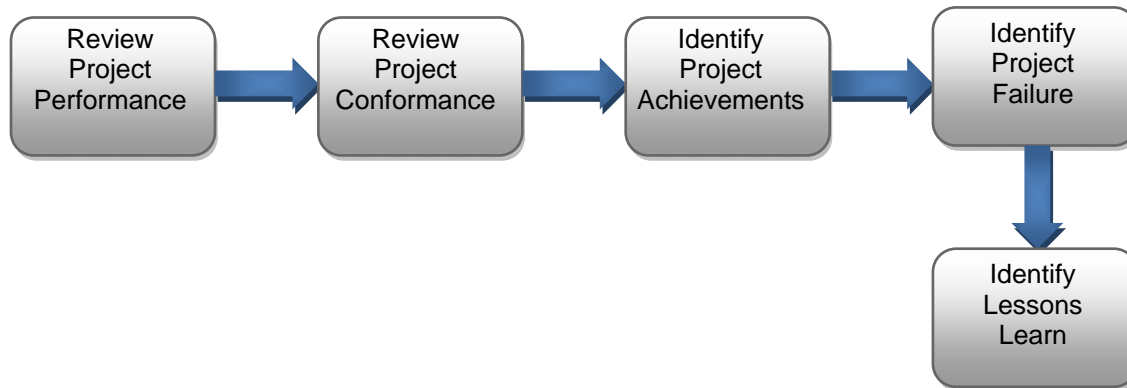 Review
Project
Performance
Review
Project
Conformance
Identify
Project
Achievements
Identify
Project
Failure
Identify
Lessons
Learn